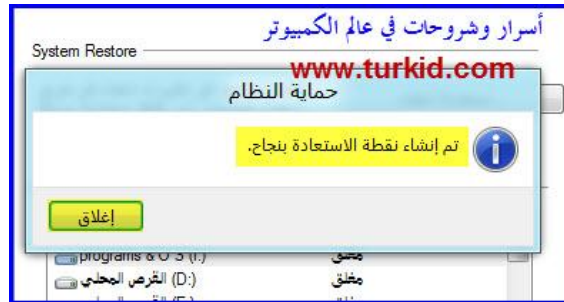 أسرار وشروحات في عالم الكمبيوتر
System Restore
www.turkid.com
حماية النظام
تم إنشاء نقطة الاستعادة بنجاح.
إغلاق
programs & O S (I:) مغلق
القرص المحلي (D:) مغلق